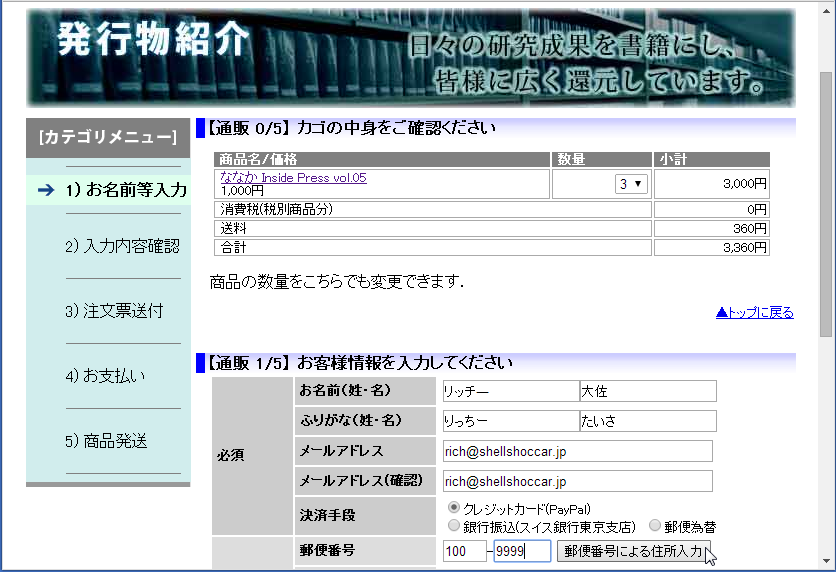 発行物紹介
日々の研究成果を書籍にし、
皆様に広く還元しています。
[カテゴリメニュー]
1) お名前等入力
2) 入力内容確認
3) 注文票送付
4) お支払い
5) 商品発送
【通販 0/5】 カゴの中身をご確認ください
商品名/価格 数量 小計
ななか Inside Press vol.05
1,000円 3 3,000円
消費税(税別商品分) 0円
送料 360円
合計 3,360円
商品の数量をこちらでも変更できます.
▲トップに戻る
【通販 1/5】 お客様情報を入力してください
必須
お名前(姓・名) リッチー 大佐
ふりがな(姓・名) りっちー たいさ
メールアドレス rich@shellshoccar.jp
メールアドレス(確認) rich@shellshoccar.jp
決済手段 クレジットカード(PayPal)
銀行振込(スイス銀行東京支店) 郵便為替
郵便番号 100 - 9999 郵便番号による住所入力